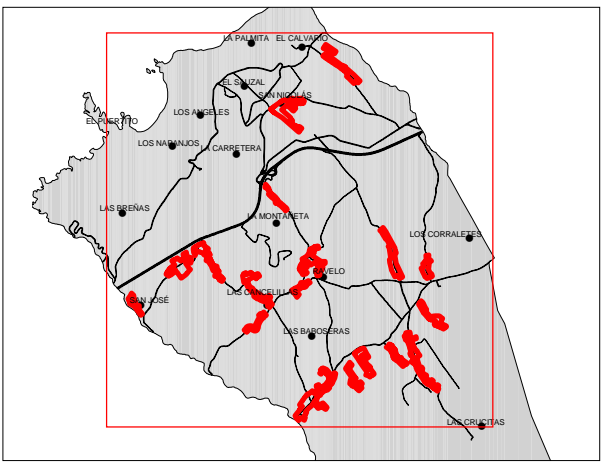 LA PALMITA
EL CALVARIO
EL SAUZAL
SAN NICOLÁS
LOS ANGELES
EL PUERTITO
LOS NARANJOS
LA CARRETERA
LAS BREÑAS
LA MONTAÑETA
LOS CORRALETES
RAVELO
LAS CANCELILLAS
SAN JOSÉ
LAS BABOSERAS
LAS CRUCITAS